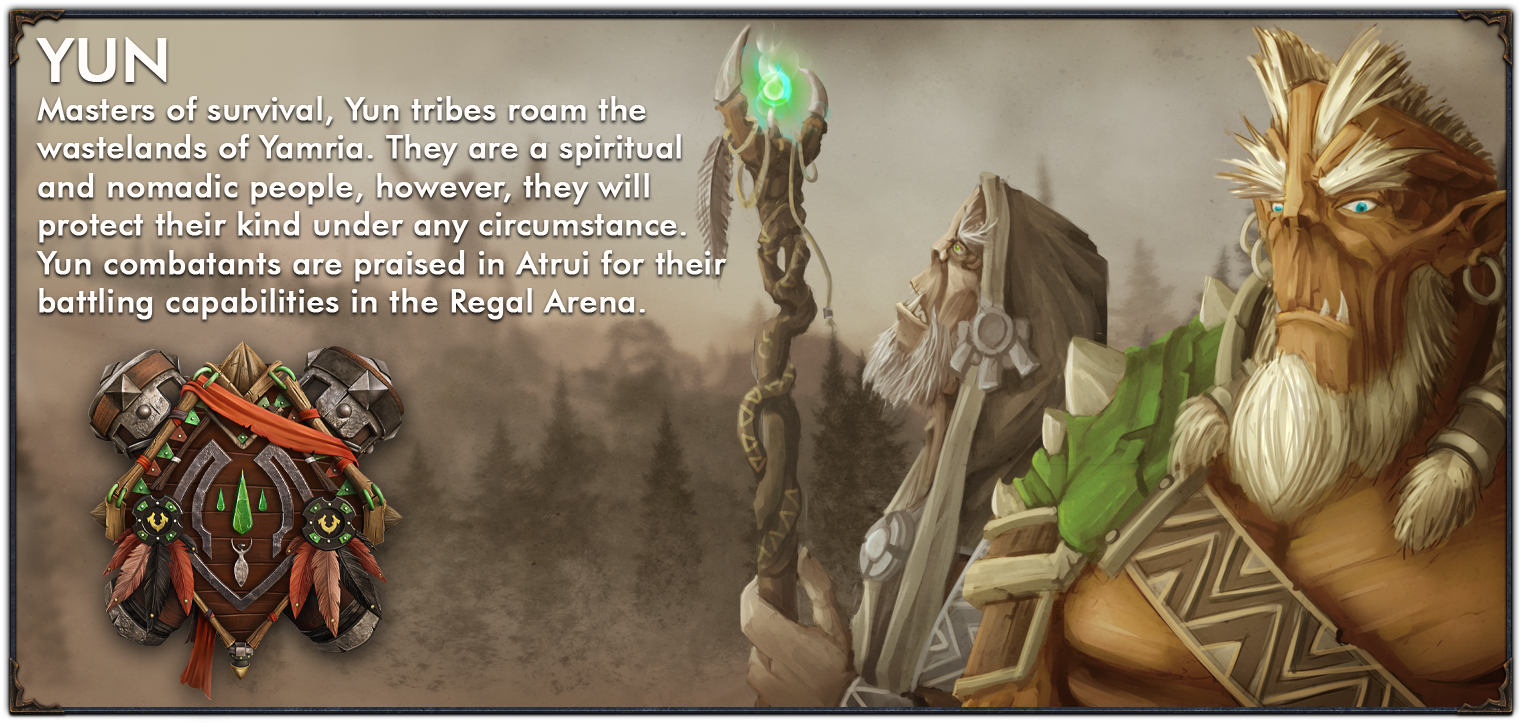 YUN
Masters of survival, Yun tribes roam the
wastelands of Yamria. They are a spiritual
and nomadic people, however, they will
protect their kind under any circumstance.
Yun combatants are praised in Atrui for their
battling capabilities in the Regal Arena.